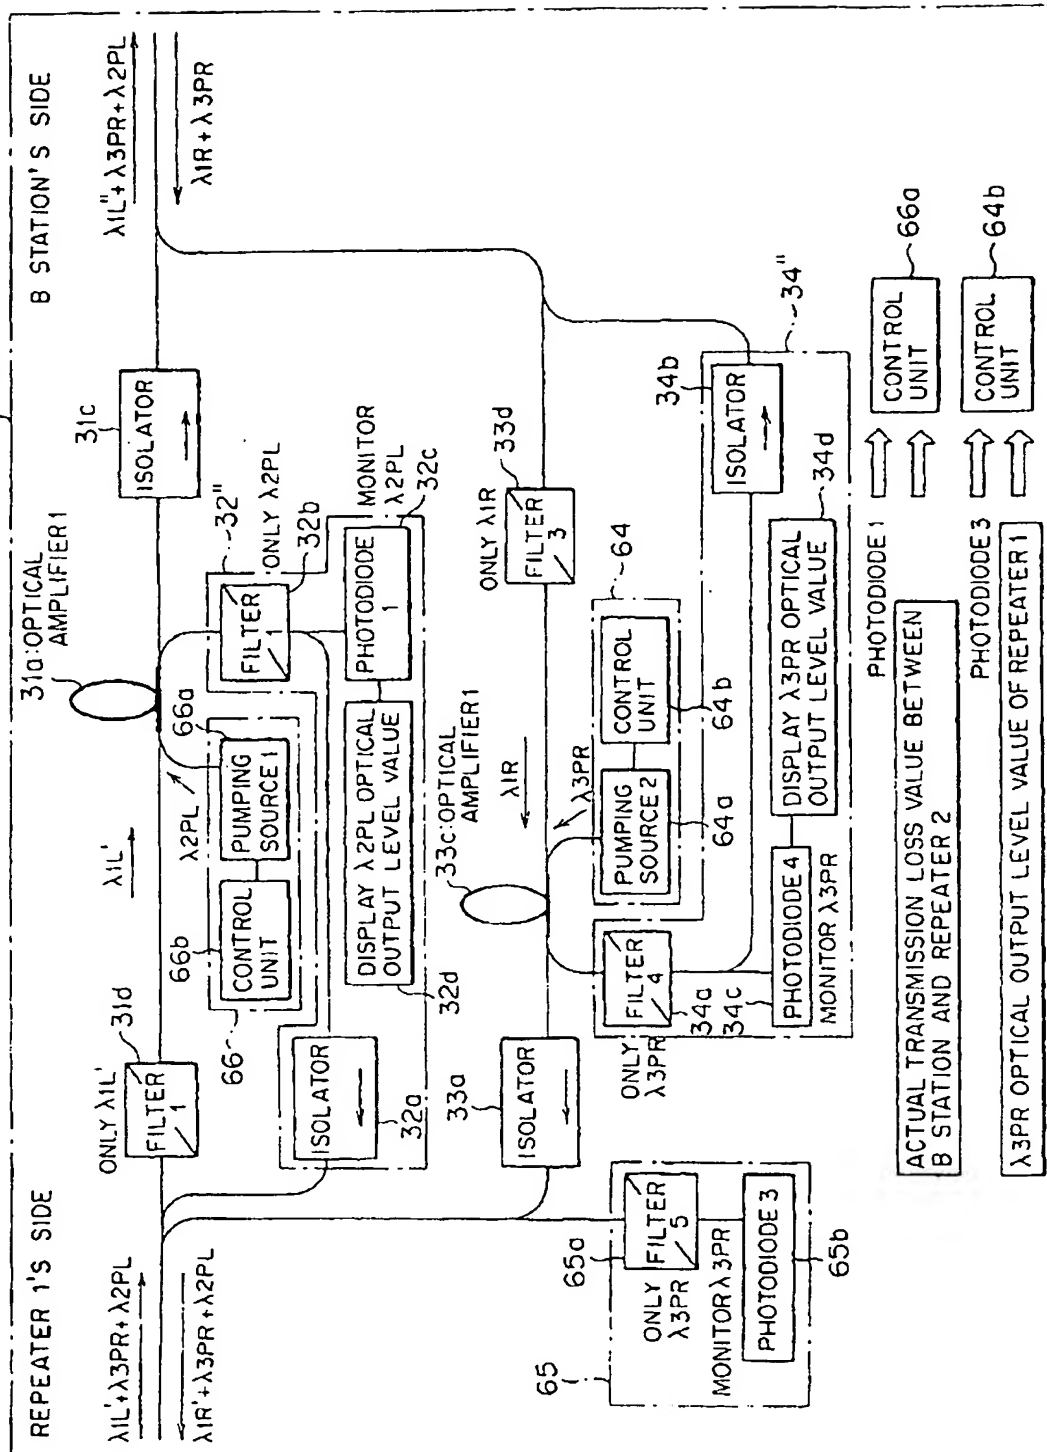 REPEATER 1'S SIDE
B STATION'S SIDE
λ1L'+λ3PR+λ2PL
λ1R'+λ3PR+λ2PL
λ1L"+λ3PR+λ2PL
λ1R+λ3PR
ONLY λ1L'
FILTER
1
31d
λ1L'
31a:OPTICAL
AMPLIFIER1
31c
ISOLATOR
66b
CONTROL
UNIT
66
λ2PL
66a
PUMPING
SOURCE 1
32"
ONLY λ2PL
FILTER
1
32b
MONITOR
λ2PL
32c
PHOTODIODE
1
DISPLAY λ2PL OPTICAL
OUTPUT LEVEL VALUE
32d
ISOLATOR
32a
33a
ISOLATOR
33c:OPTICAL
AMPLIFIER1
λ1R
λ3PR
ONLY λ1R
33d
FILTER
3
64
PUMPING
SOURCE 2
64a
CONTROL
UNIT
64b
ONLY
λ3PR
FILTER
4
34a
34c
PHOTODIODE 4
MONITOR λ3PR
DISPLAY λ3PR OPTICAL
OUTPUT LEVEL VALUE
34d
34b
ISOLATOR
34"
65
65a
FILTER
5
ONLY
λ3PR
MONITOR λ3PR
PHOTODIODE 3
65b
PHOTODIODE 1
ACTUAL TRANSMISSION LOSS VALUE BETWEEN
B STATION AND REPEATER 2
CONTROL
UNIT
66a
PHOTODIODE 3
λ3PR OPTICAL OUTPUT LEVEL VALUE OF REPEATER 1
CONTROL
UNIT
64b